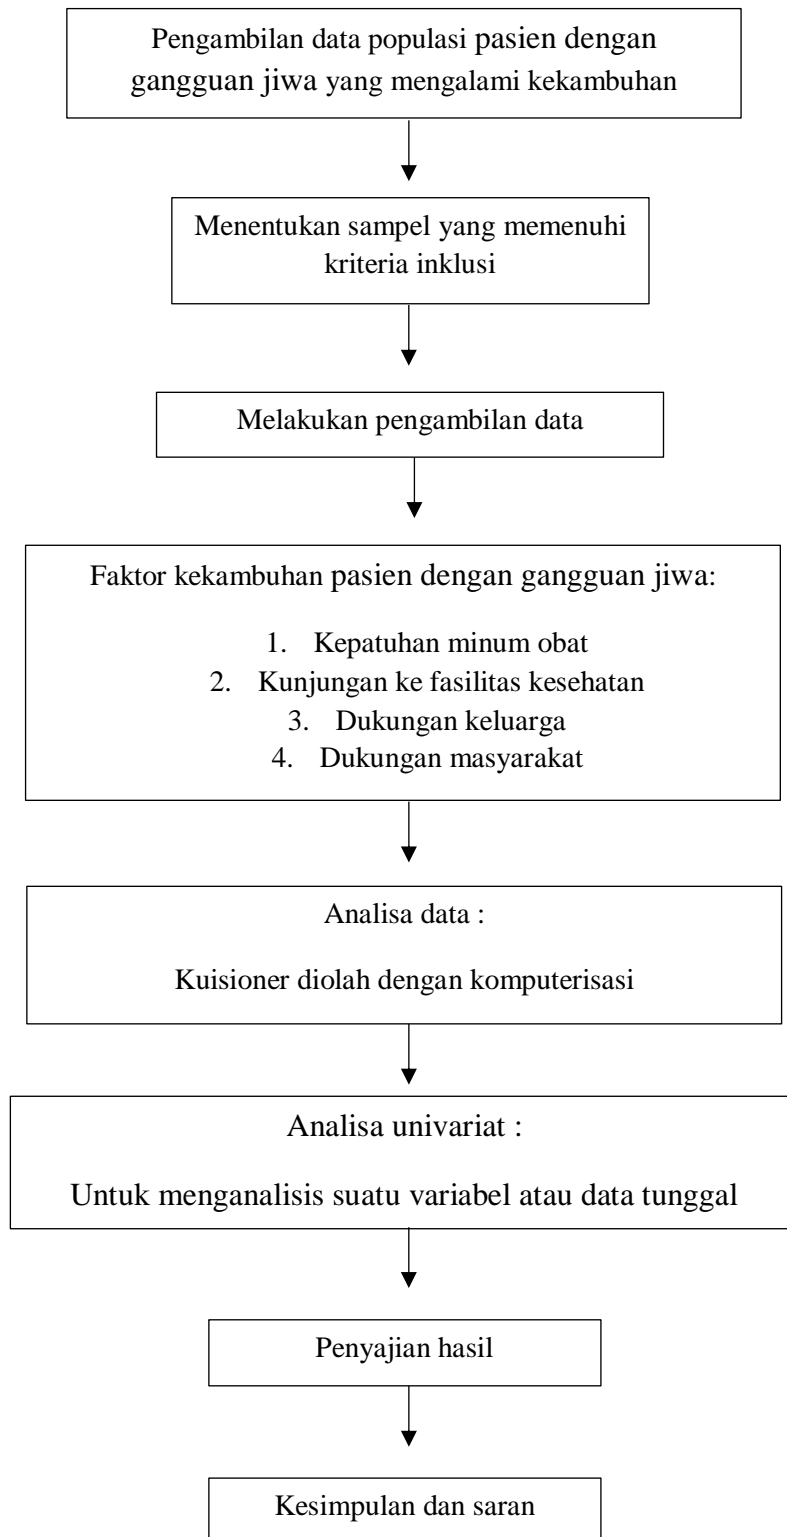 Pengambilan data populasi pasien dengan
gangguan jiwa yang mengalami kekambuhan
Menentukan sampel yang memenuhi
kriteria inklusi
Melakukan pengambilan data
Faktor kekambuhan pasien dengan gangguan jiwa:
1. Kepatuhan minum obat
2. Kunjungan ke fasilitas kesehatan
3. Dukungan keluarga
4. Dukungan masyarakat
Analisa data :
Kuisioner diolah dengan komputerisasi
Analisa univariat :
Untuk menganalisis suatu variabel atau data tunggal
Penyajian hasil
Kesimpulan dan saran